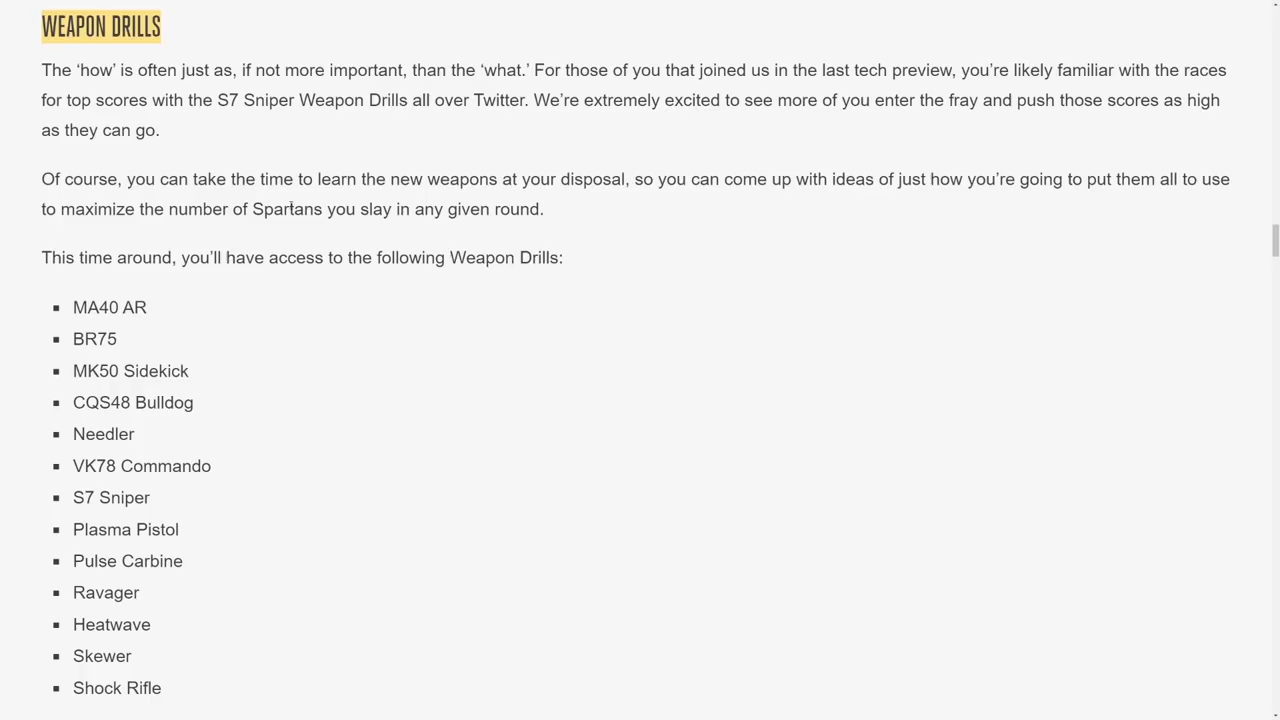 WEAPON DRILLS
The ‘how’ is often just as, if not more important, than the ‘what.’ For those of you that joined us in the last tech preview, you’re likely familiar with the races
for top scores with the S7 Sniper Weapon Drills all over Twitter. We’re extremely excited to see more of you enter the fray and push those scores as high
as they can go.
Of course, you can take the time to learn the new weapons at your disposal, so you can come up with ideas of just how you’re going to put them all to use
to maximize the number of Spartans you slay in any given round.
This time around, you’ll have access to the following Weapon Drills:
MA40 AR
BR75
MK50 Sidekick
CQS48 Bulldog
Needler
VK78 Commando
S7 Sniper
Plasma Pistol
Pulse Carbine
Ravager
Heatwave
Skewer
Shock Rifle